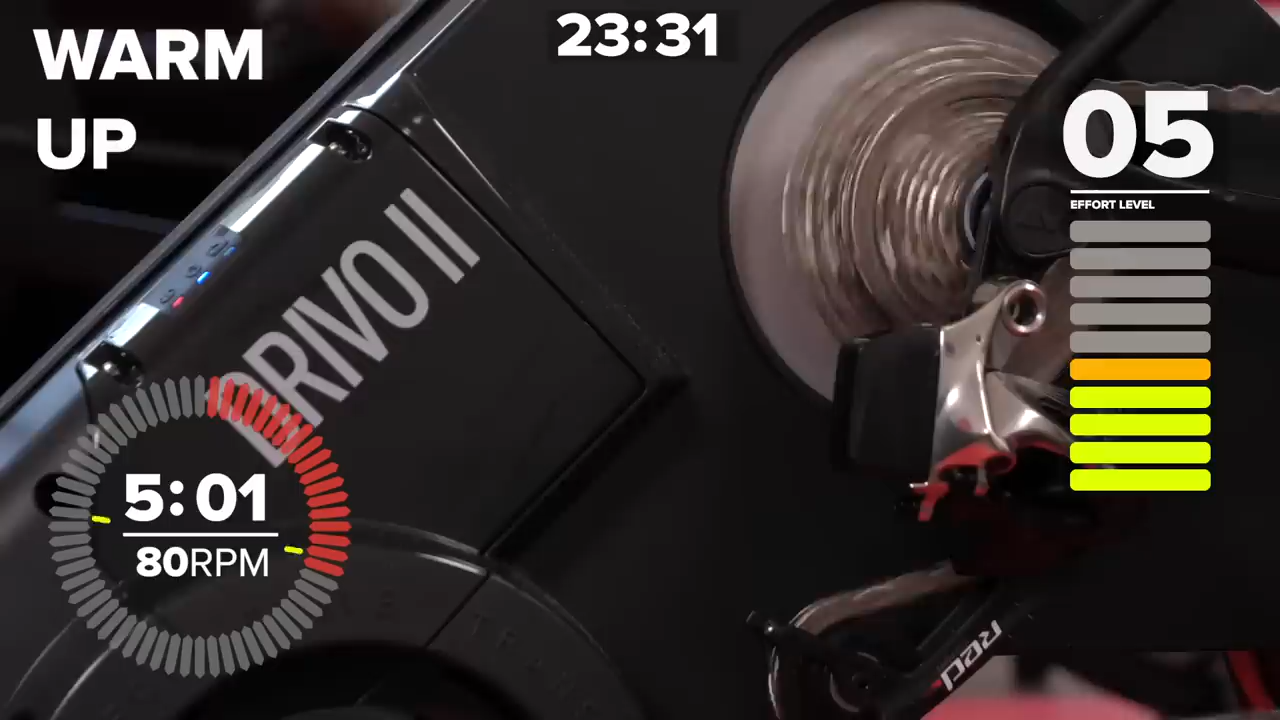 WARM
UP
23:31
05
EFFORT LEVEL
DRIVO II
5:01
80RPM
RED